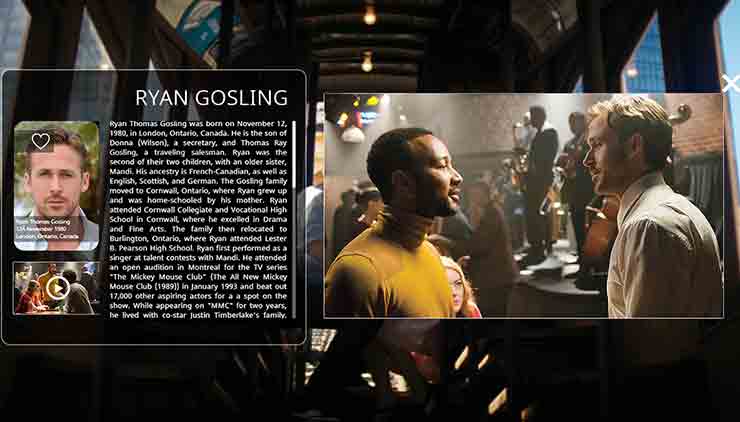 RYAN GOSLING
Ryan Thomas Gosling was born on November 12,
1980, in London, Ontario, Canada. He is the son of
Donna (Wilson), a secretary, and Thomas Ray
Gosling, a traveling salesman. Ryan was the
second of their two children, with an older sister,
Mandi. His ancestry is French-Canadian, as well as
English, Scottish, and German. The Gosling family
moved to Cornwall, Ontario, where Ryan grew up
and was home-schooled by his mother. Ryan
attended Cornwall Collegiate and Vocational High
School in Cornwall, where he excelled in Drama
and Fine Arts. The family then relocated to
Burlington, Ontario, where Ryan attended Lester
B. Pearson High School. Ryan first performed as a
singer at talent contests with Mandi. He attended
an open audition in Montreal for the TV series
"The Mickey Mouse Club" (The All New Mickey
Mouse Club (1989)) in January 1993 and beat out
17,000 other aspiring actors for a a spot on the
show. While appearing on "MMC" for two years,
he lived with co-star Justin Timberlake's family.
Ryan Thomas Gosling
12th November 1980
London, Ontario, Canada